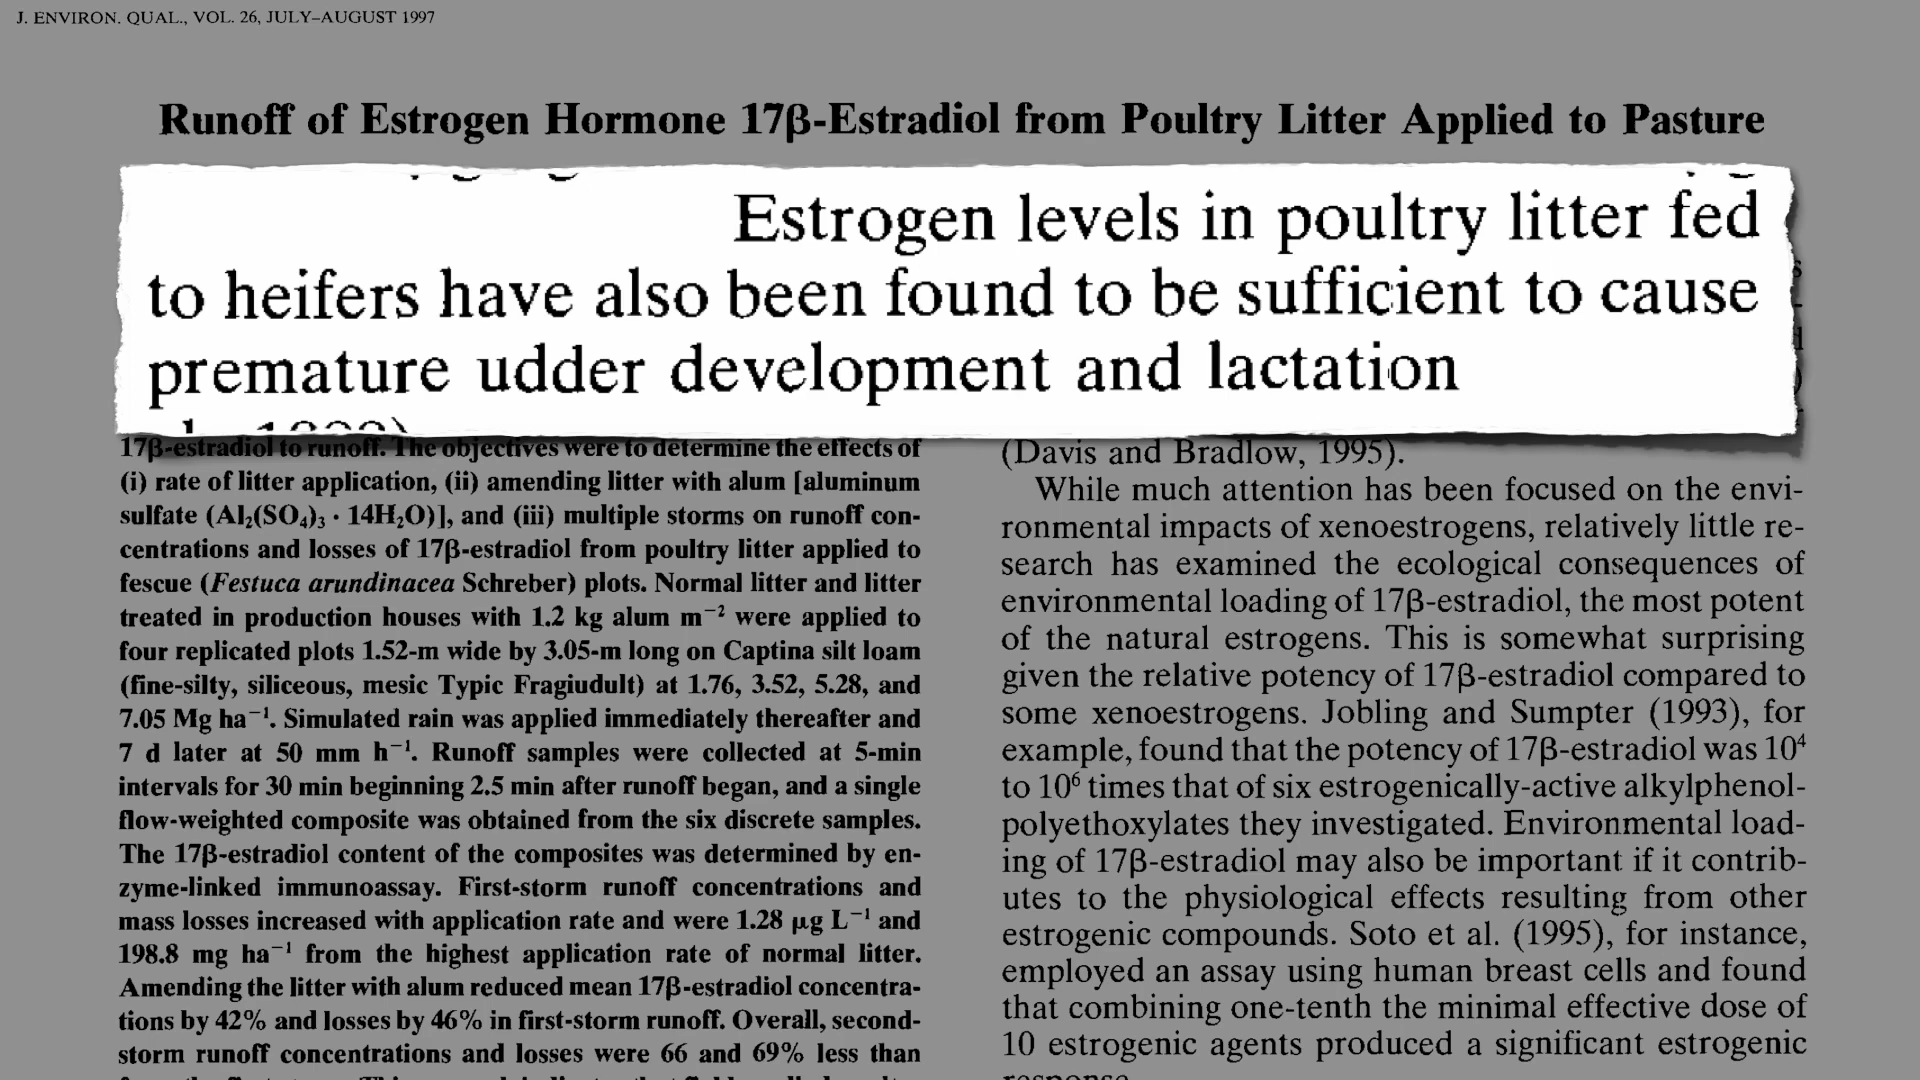 J. ENVIRON. QUAL., VOL. 26, JULY–AUGUST 1997
Runoff of Estrogen Hormone 17β-Estradiol from Poultry Litter Applied to Pasture
Estrogen levels in poultry litter fed
to heifers have also been found to be sufficient to cause
premature udder development and lactation
17β-estradiol to runoff. The objectives were to determine the effects of
(i) rate of litter application, (ii) amending litter with alum [aluminum
sulfate (Al₂(SO₄)₃ · 14H₂O)], and (iii) multiple storms on runoff con-
centrations and losses of 17β-estradiol from poultry litter applied to
fescue (Festuca arundinacea Schreber) plots. Normal litter and litter
treated in production houses with 1.2 kg alum m⁻² were applied to
four replicated plots 1.52-m wide by 3.05-m long on Captina silt loam
(fine-silty, siliceous, mesic Typic Fragiudult) at 1.76, 3.52, 5.28, and
7.05 Mg ha⁻¹. Simulated rain was applied immediately thereafter and
7 d later at 50 mm h⁻¹. Runoff samples were collected at 5-min
intervals for 30 min beginning 2.5 min after runoff began, and a single
flow-weighted composite was obtained from the six discrete samples.
The 17β-estradiol content of the composites was determined by en-
zyme-linked immunoassay. First-storm runoff concentrations and
mass losses increased with application rate and were 1.28 μg L⁻¹ and
198.8 mg ha⁻¹ from the highest application rate of normal litter.
Amending the litter with alum reduced mean 17β-estradiol concentra-
tions by 42% and losses by 46% in first-storm runoff. Overall, second-
storm runoff concentrations and losses were 66 and 69% less than
(Davis and Bradlow, 1995).
While much attention has been focused on the envi-
ronmental impacts of xenoestrogens, relatively little re-
search has examined the ecological consequences of
environmental loading of 17β-estradiol, the most potent
of the natural estrogens. This is somewhat surprising
given the relative potency of 17β-estradiol compared to
some xenoestrogens. Jobling and Sumpter (1993), for
example, found that the potency of 17β-estradiol was 10⁴
to 10⁶ times that of six estrogenically-active alkylphenol-
polyethoxylates they investigated. Environmental load-
ing of 17β-estradiol may also be important if it contrib-
utes to the physiological effects resulting from other
estrogenic compounds. Soto et al. (1995), for instance,
employed an assay using human breast cells and found
that combining one-tenth the minimal effective dose of
10 estrogenic agents produced a significant estrogenic
response.